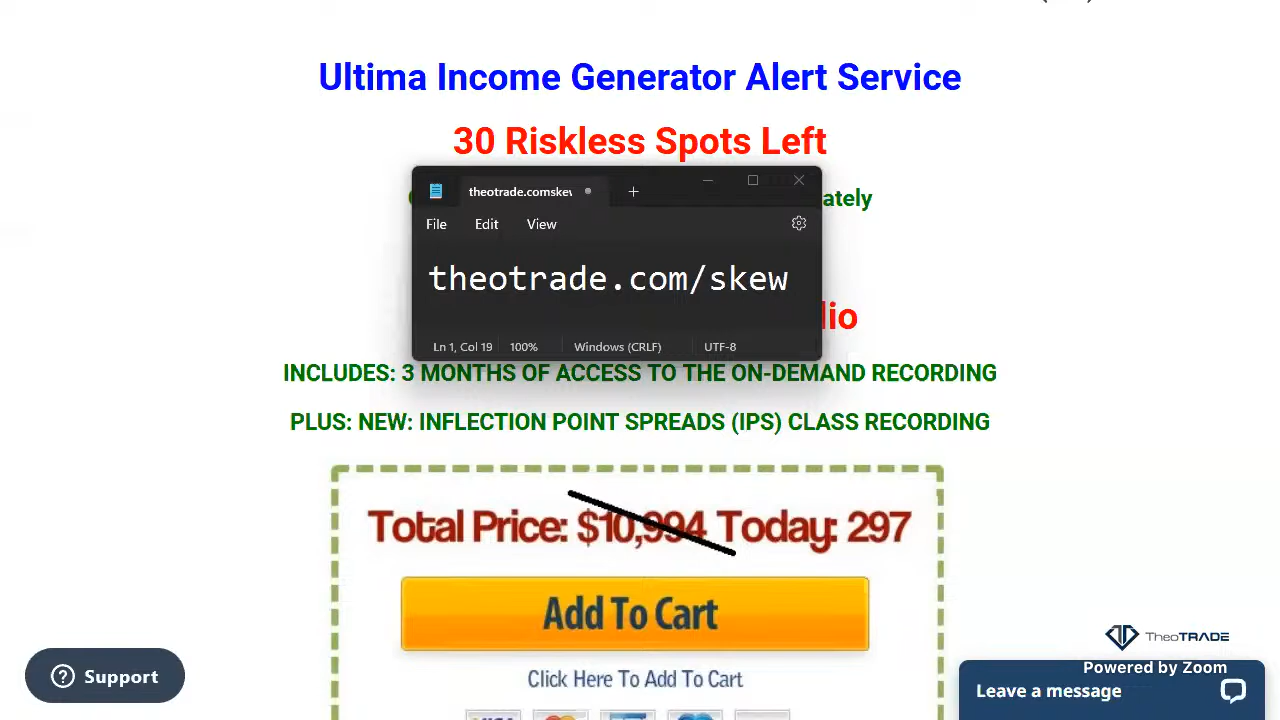 Ultima Income Generator Alert Service
30 Riskless Spots Left
ately
theotrade.comskew
File Edit View
theotrade.com/skew
lio
Ln 1, Col 19 100% Windows (CRLF) UTF-8
INCLUDES: 3 MONTHS OF ACCESS TO THE ON-DEMAND RECORDING
PLUS: NEW: INFLECTION POINT SPREADS (IPS) CLASS RECORDING
Total Price: $10,994 Today: 297
Add To Cart
Click Here To Add To Cart
TheoTRADE
Powered by Zoom
Support
Leave a message
VISA